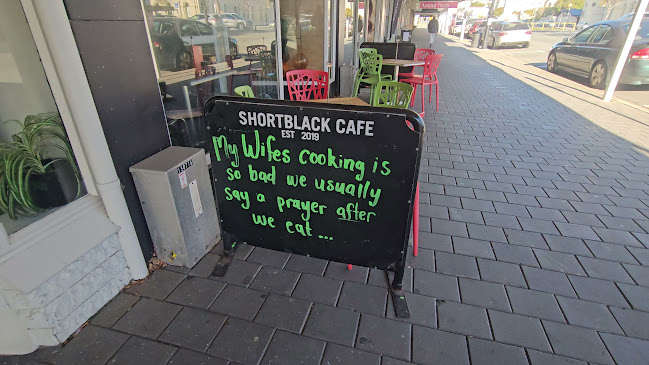 SHORTBLACK CAFE
EST 2019
My Wifes cooking is
so bad we usually
say a prayer after
we eat...